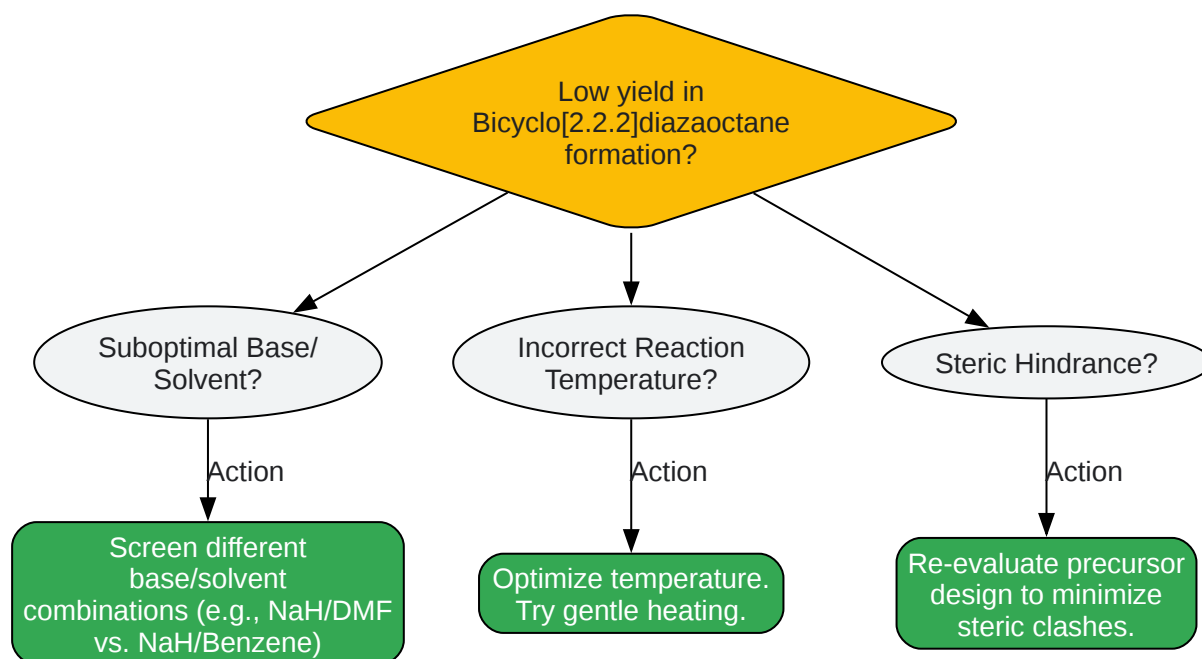 Low yield in
Bicyclo[2.2.2]diazaoctane
formation?
Suboptimal Base/
Solvent?
Incorrect Reaction
Temperature?
Steric Hindrance?
Action
Action
Action
Screen different
base/solvent
combinations (e.g., NaH/DMF
vs. NaH/Benzene)
Optimize temperature.
Try gentle heating.
Re-evaluate precursor
design to minimize
steric clashes.